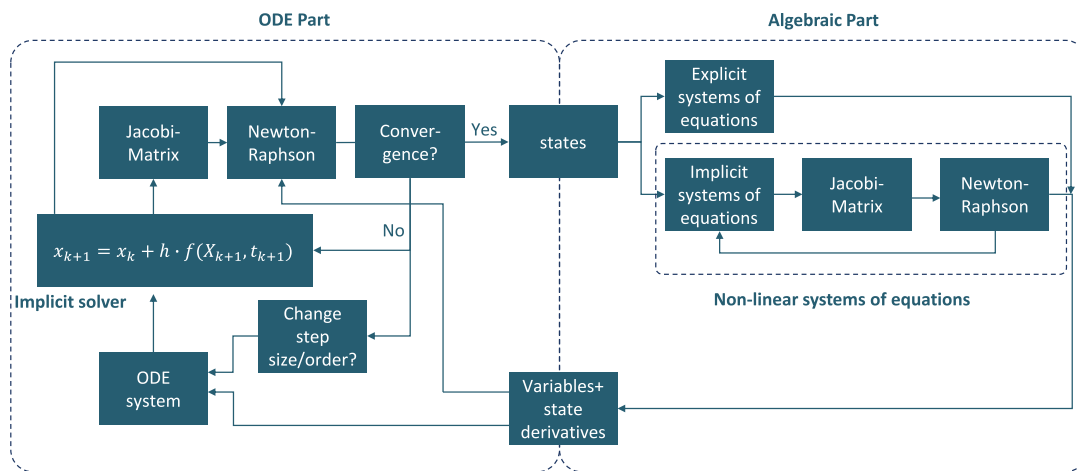 ODE Part
Algebraic Part
Jacobi-
Matrix
Newton-
Raphson
Conver-
gence?
Yes
states
Explicit
systems of
equations
Implicit
systems of
equations
Jacobi-
Matrix
Newton-
Raphson
No
x_{k+1} = x_k + h · f(X_{k+1}, t_{k+1})
Implicit solver
Non-linear systems of equations
Change
step
size/order?
ODE
system
Variables+
state
derivatives